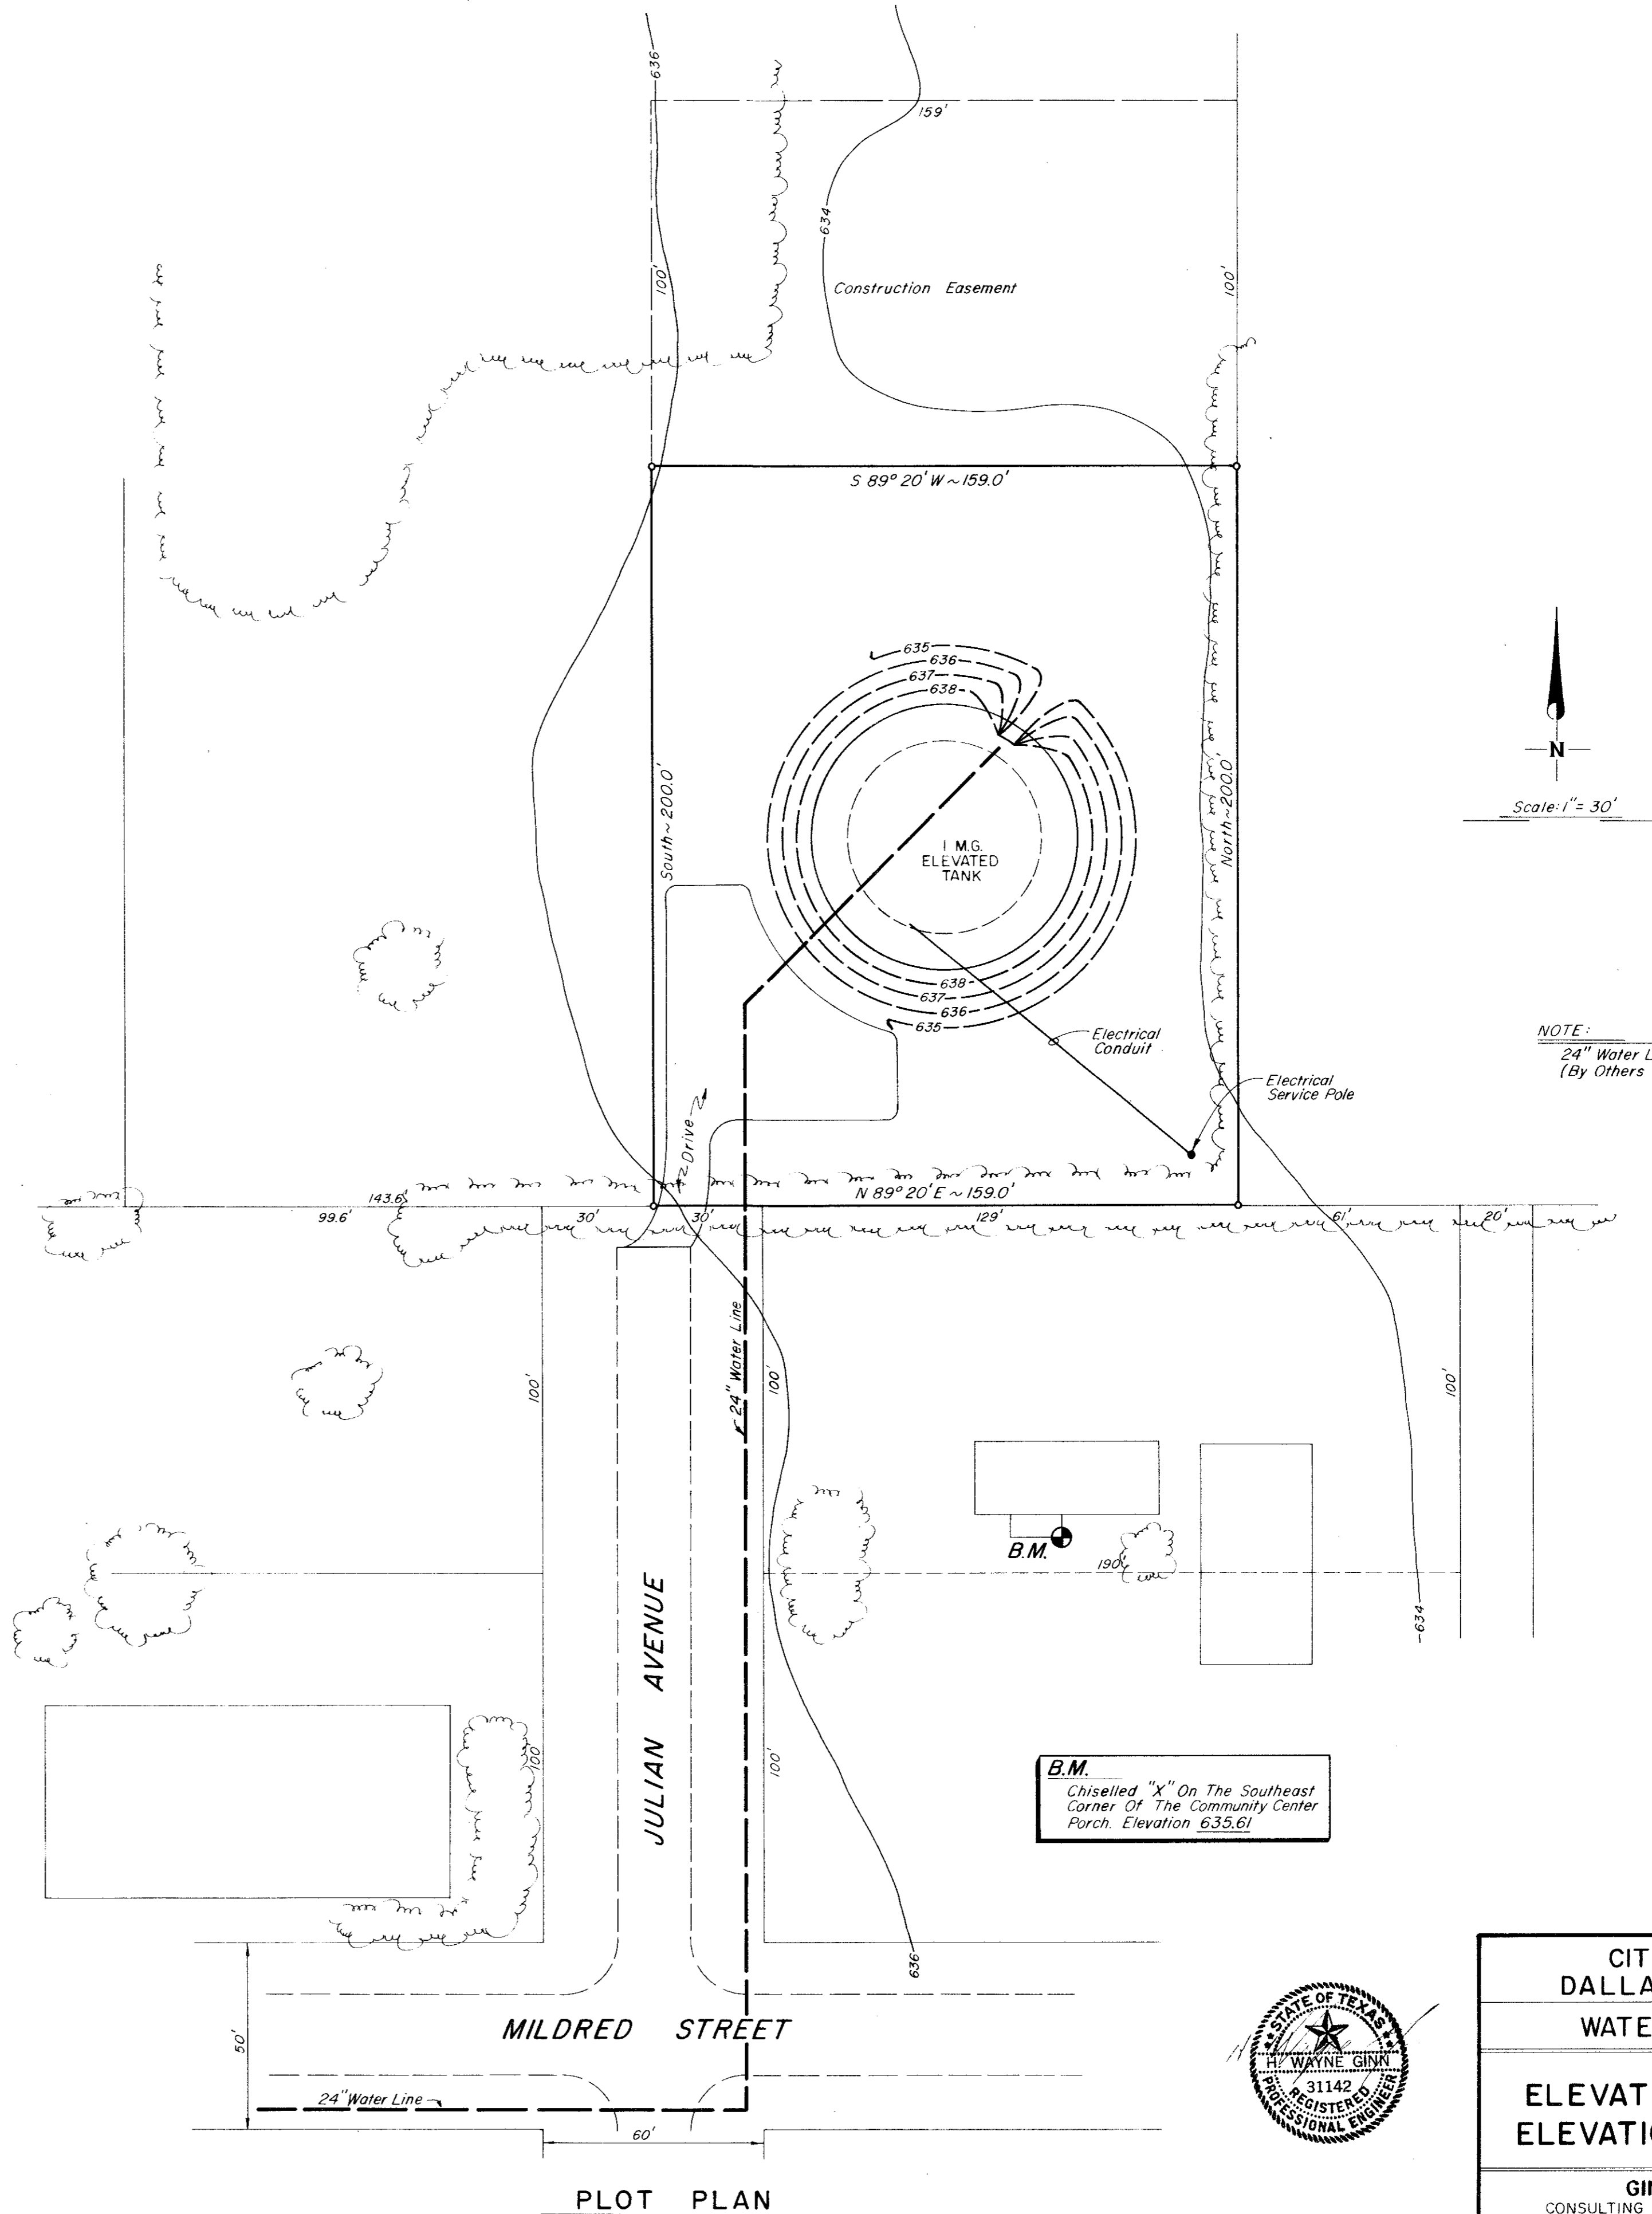 636
159'
634
100'
100'
Construction Easement
S 89° 20' W ~ 159.0'
635
636
637
638
South ~ 200.0'
North ~ 200.0'
N
Scale: 1" = 30'
1 M.G.
ELEVATED
TANK
638
637
636
635
Electrical
Conduit
NOTE:
24" Water L
(By Others
Electrical
Service Pole
Drive
N 89° 20' E ~ 159.0'
143.6'
99.6'
30'
30'
129'
61'
20'
24" Water Line
100'
100'
100'
B.M.
190'
634
JULIAN AVENUE
100'
100'
B.M.
Chiselled "X" On The Southeast
Corner Of The Community Center
Porch. Elevation 635.61
636
50'
MILDRED STREET
24" Water Line
60'
PLOT PLAN
STATE OF TEXAS
H. WAYNE GINN
31142
REGISTERED
PROFESSIONAL ENGINEER
CIT
DALLA
WATE
ELEVAT
ELEVATIO
GIN
CONSULTING